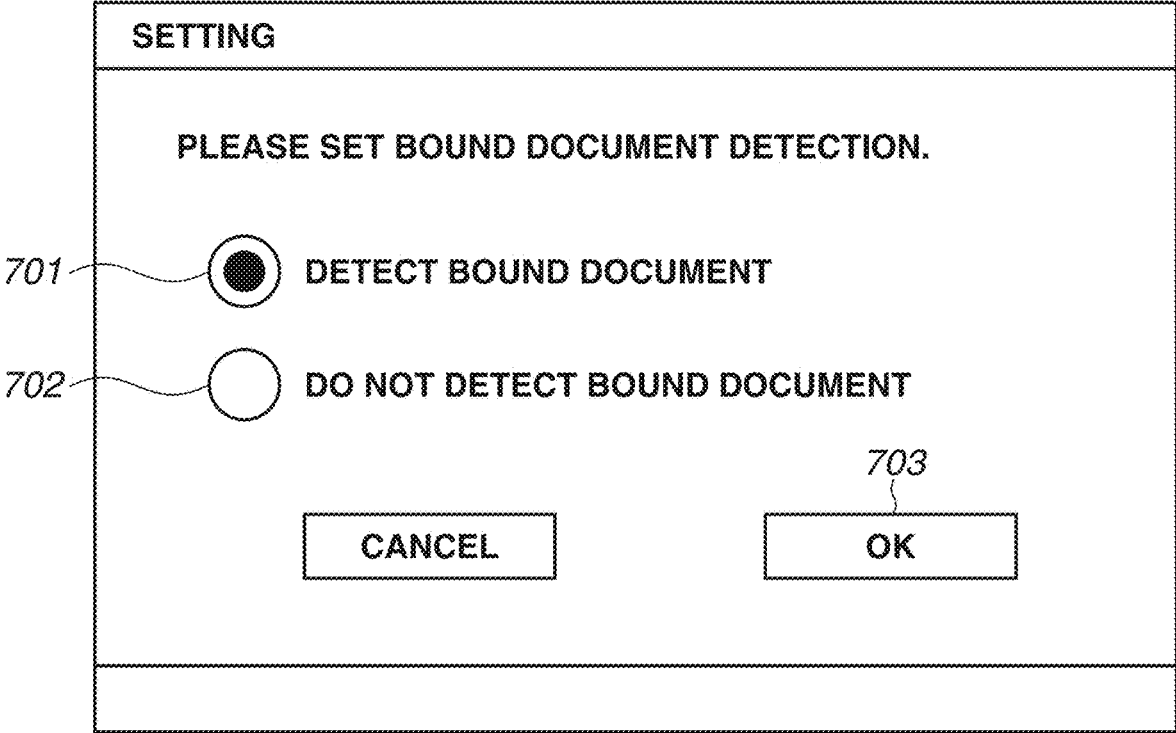 SETTING
PLEASE SET BOUND DOCUMENT DETECTION.
701 DETECT BOUND DOCUMENT
702 DO NOT DETECT BOUND DOCUMENT
703
CANCEL OK